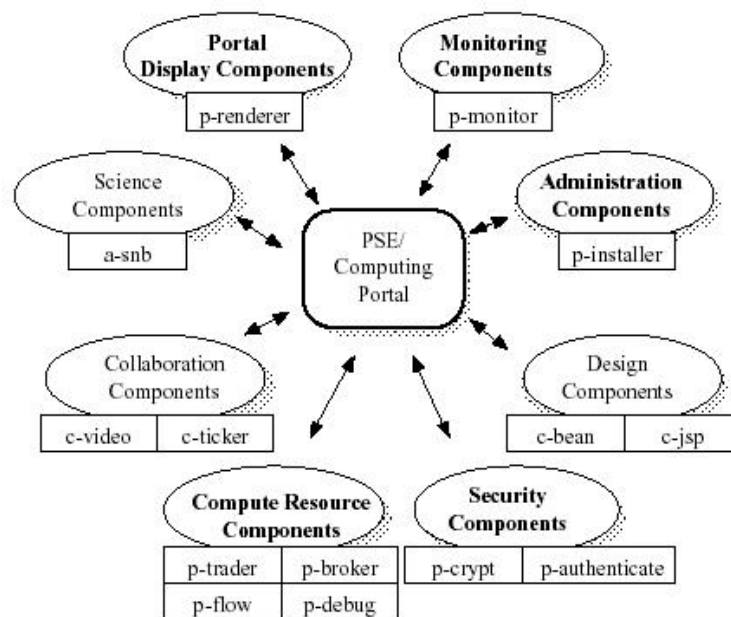 Portal
Display Components
p-renderer
Monitoring
Components
p-monitor
Science
Components
a-snb
PSE/
Computing
Portal
Administration
Components
p-installer
Collaboration
Components
c-video
c-ticker
Design
Components
c-bean
c-jsp
Compute Resource
Components
p-trader
p-broker
p-flow
p-debug
Security
Components
p-crypt
p-authenticate